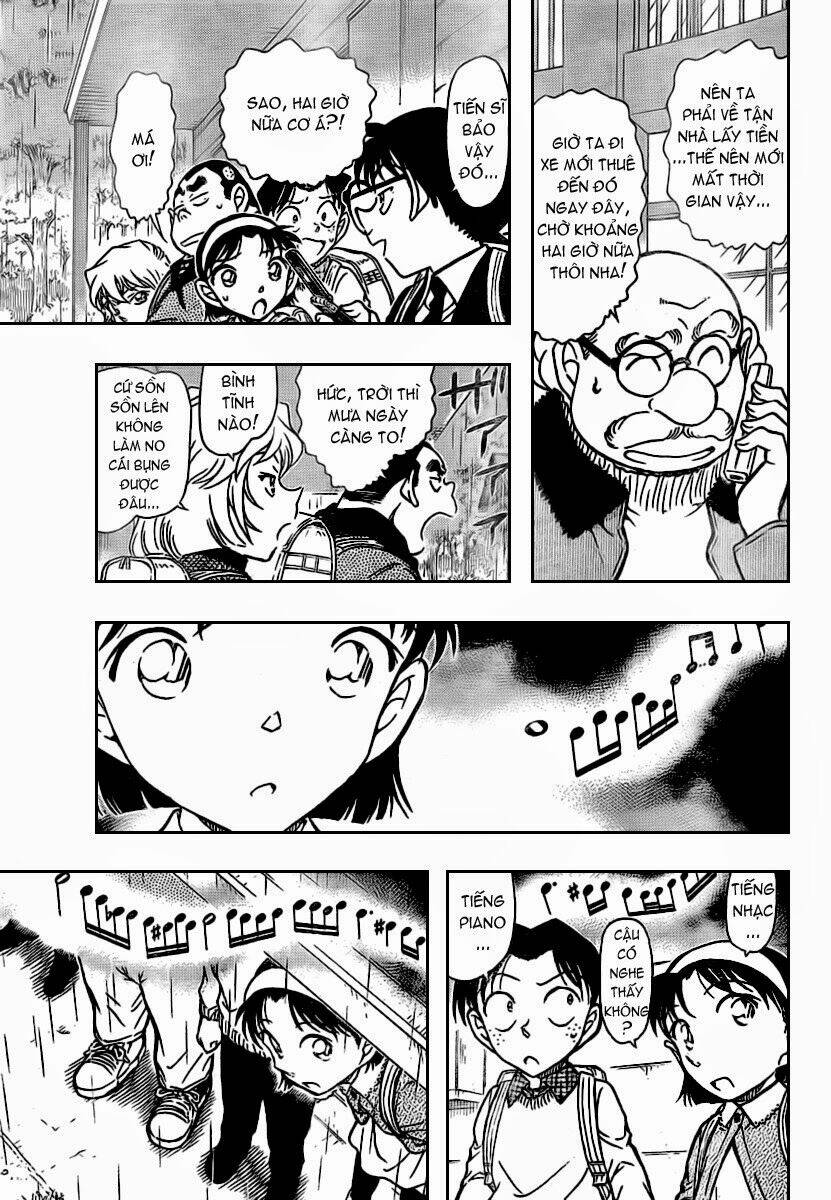 NÊN TA
PHẢI VỀ TẬN
NHÀ LẤY TIỀN
...THẾ NÊN MỚI
MẤT THỜI
GIAN VẬY...
GIỜ TA ĐI
XE MỚI THUÊ
ĐẾN ĐÓ
NGAY ĐÂY,
CHỜ KHOẢNG
HAI GIỜ NỮA
THÔI NHA!
TIẾN SĨ
BẢO
VẬY
ĐÓ...
SAO, HAI GIỜ
NỮA CƠ Á?!
MÁ
ƠI!
HỨC, TRỜI THÌ
MƯA NGÀY
CÀNG TO!
BÌNH
TĨNH
NÀO!
CỨ SỒN
SỒN LÊN
KHÔNG
LÀM NO
CÁI BỤNG
ĐƯỢC
ĐÂU...
TIẾNG
NHẠC
...
CẬU CÓ
NGHE
THẤY
KHÔNG
?
TIẾNG
PIANO
...